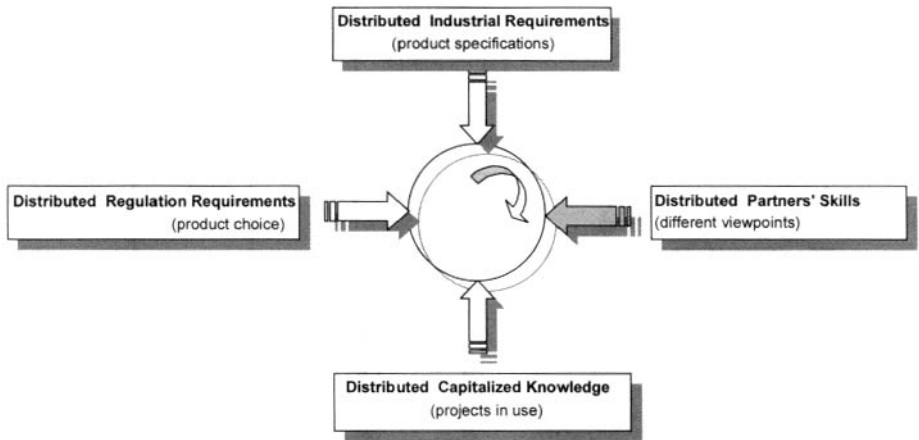 Distributed Industrial Requirements
(product specifications)
Distributed Regulation Requirements
(product choice)
Distributed Partners' Skills
(different viewpoints)
Distributed Capitalized Knowledge
(projects in use)